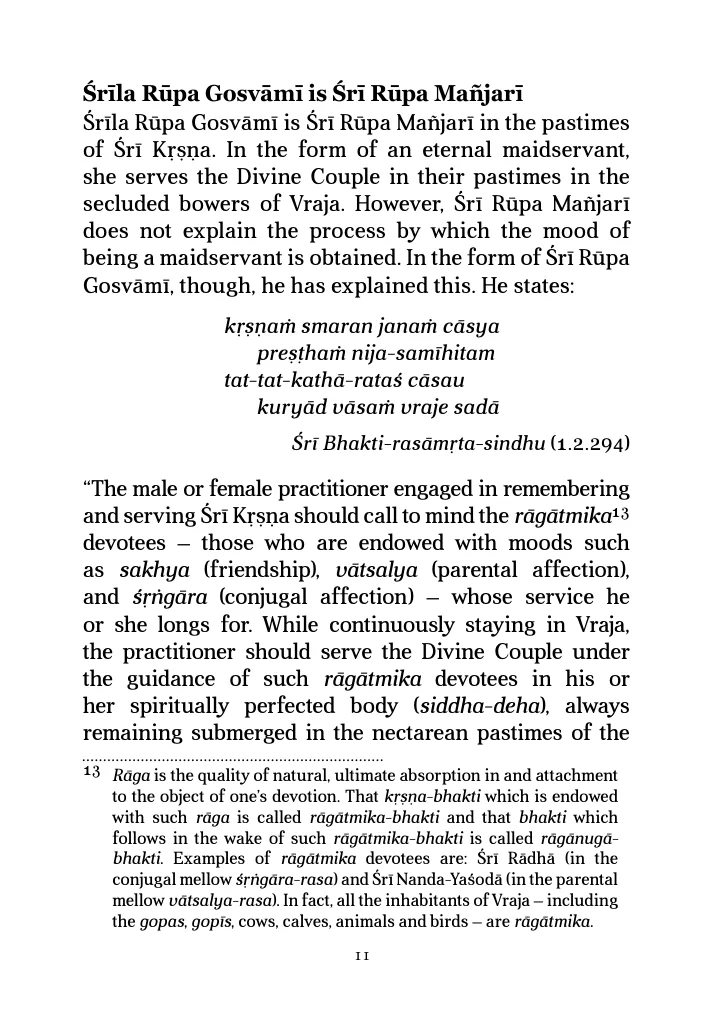 Śrīla Rūpa Gosvāmī is Śrī Rūpa Mañjarī
Śrīla Rūpa Gosvāmī is Śrī Rūpa Mañjarī in the pastimes
of Śrī Kṛṣṇa. In the form of an eternal maidservant,
she serves the Divine Couple in their pastimes in the
secluded bowers of Vraja. However, Śrī Rūpa Mañjarī
does not explain the process by which the mood of
being a maidservant is obtained. In the form of Śrī Rūpa
Gosvāmī, though, he has explained this. He states:
kṛṣṇaṁ smaran janaṁ cāsya
preṣṭhaṁ nija-samīhitam
tat-tat-kathā-rataś cāsau
kuryād vāsaṁ vraje sadā
Śrī Bhakti-rasāmṛta-sindhu (1.2.294)
“The male or female practitioner engaged in remembering
and serving Śrī Kṛṣṇa should call to mind the rāgātmika13
devotees – those who are endowed with moods such
as sakhya (friendship), vātsalya (parental affection),
and śṛṅgāra (conjugal affection) – whose service he
or she longs for. While continuously staying in Vraja,
the practitioner should serve the Divine Couple under
the guidance of such rāgātmika devotees in his or
her spiritually perfected body (siddha-deha), always
remaining submerged in the nectarean pastimes of the
13 Rāga is the quality of natural, ultimate absorption in and attachment
to the object of one’s devotion. That kṛṣṇa-bhakti which is endowed
with such rāga is called rāgātmika-bhakti and that bhakti which
follows in the wake of such rāgātmika-bhakti is called rāgānugā-
bhakti. Examples of rāgātmika devotees are: Śrī Rādhā (in the
conjugal mellow śṛṅgāra-rasa) and Śrī Nanda-Yaśodā (in the parental
mellow vātsalya-rasa). In fact, all the inhabitants of Vraja – including
the gopas, gopīs, cows, calves, animals and birds – are rāgātmika.
11